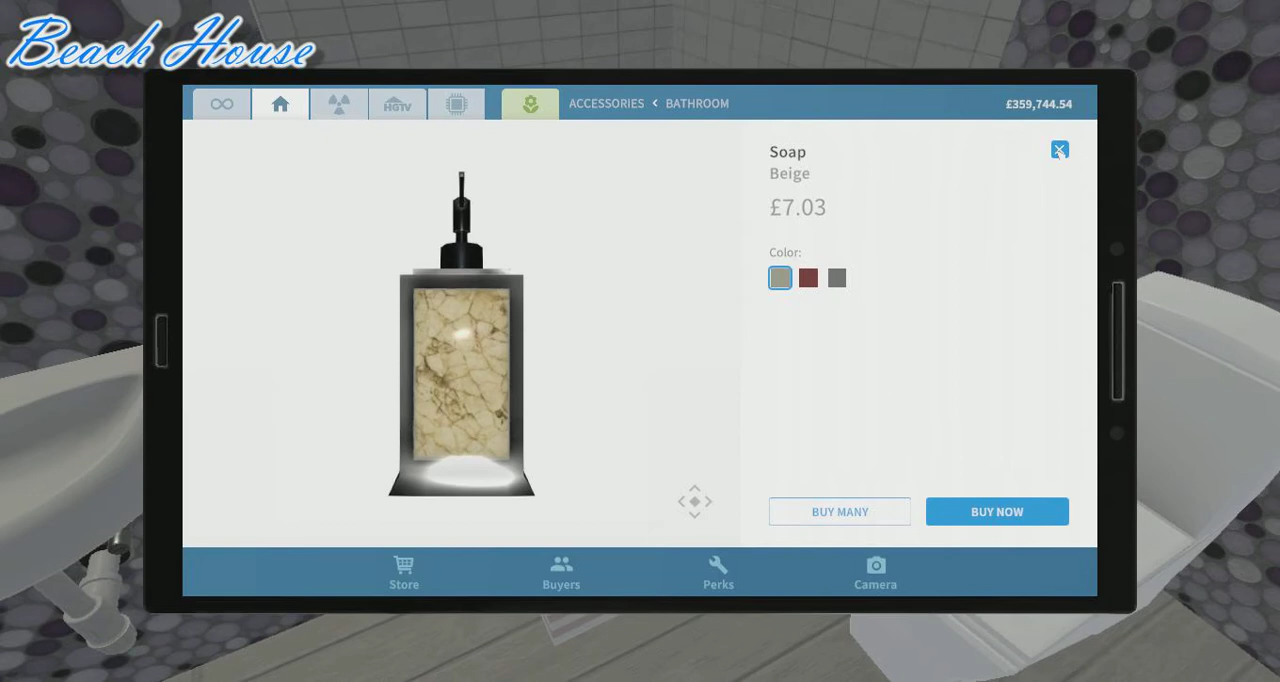 Beach House
HGTV
ACCESSORIES < BATHROOM
£359,744.54
Soap
Beige
£7.03
Color:
BUY MANY
BUY NOW
Store
Buyers
Perks
Camera